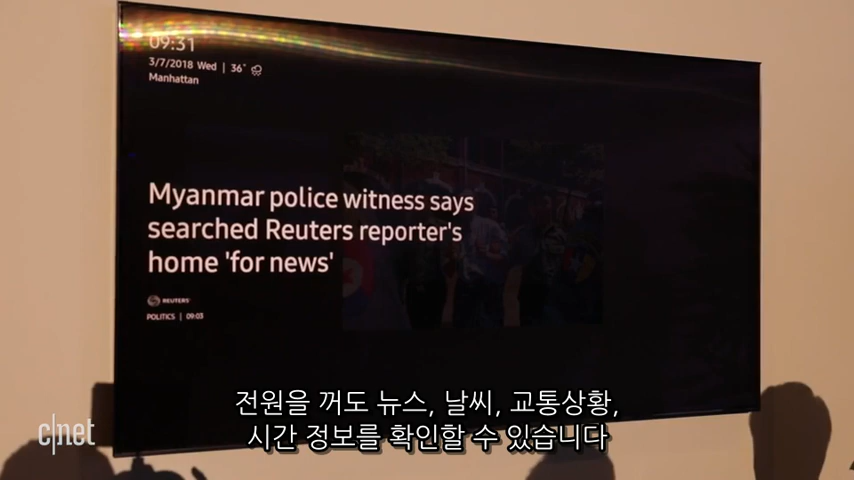 09:31
3/7/2018 Wed | 36°
Manhattan
Myanmar police witness says
searched Reuters reporter's
home 'for news'
REUTERS
POLITICS | 09:03
전원을 꺼도 뉴스, 날씨, 교통상황,
시간 정보를 확인할 수 있습니다
c|net